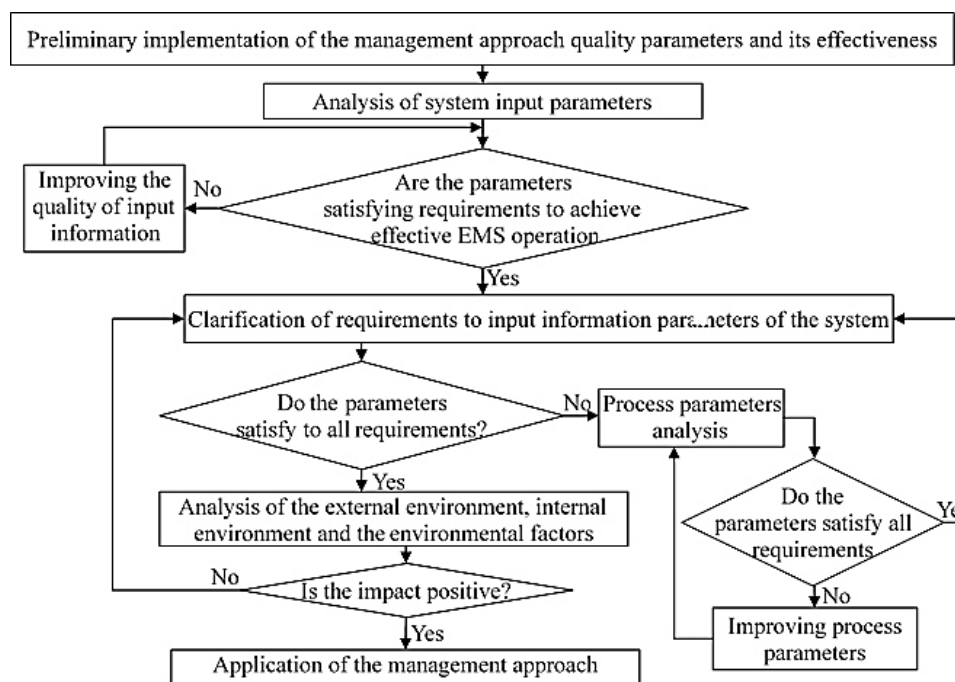 Preliminary implementation of the management approach quality parameters and its effectiveness
Analysis of system input parameters
Improving the
quality of input
information
No
Are the parameters
satisfying requirements to achieve
effective EMS operation
Yes
Clarification of requirements to input information para...eters of the system
Do the parameters
satisfy to all requirements?
No
Process parameters
analysis
Yes
Analysis of the external environment, internal
environment and the environmental factors
Do the
parameters satisfy all
requirements
Yes
No
Is the impact positive?
No
Improving process
parameters
Yes
Application of the management approach